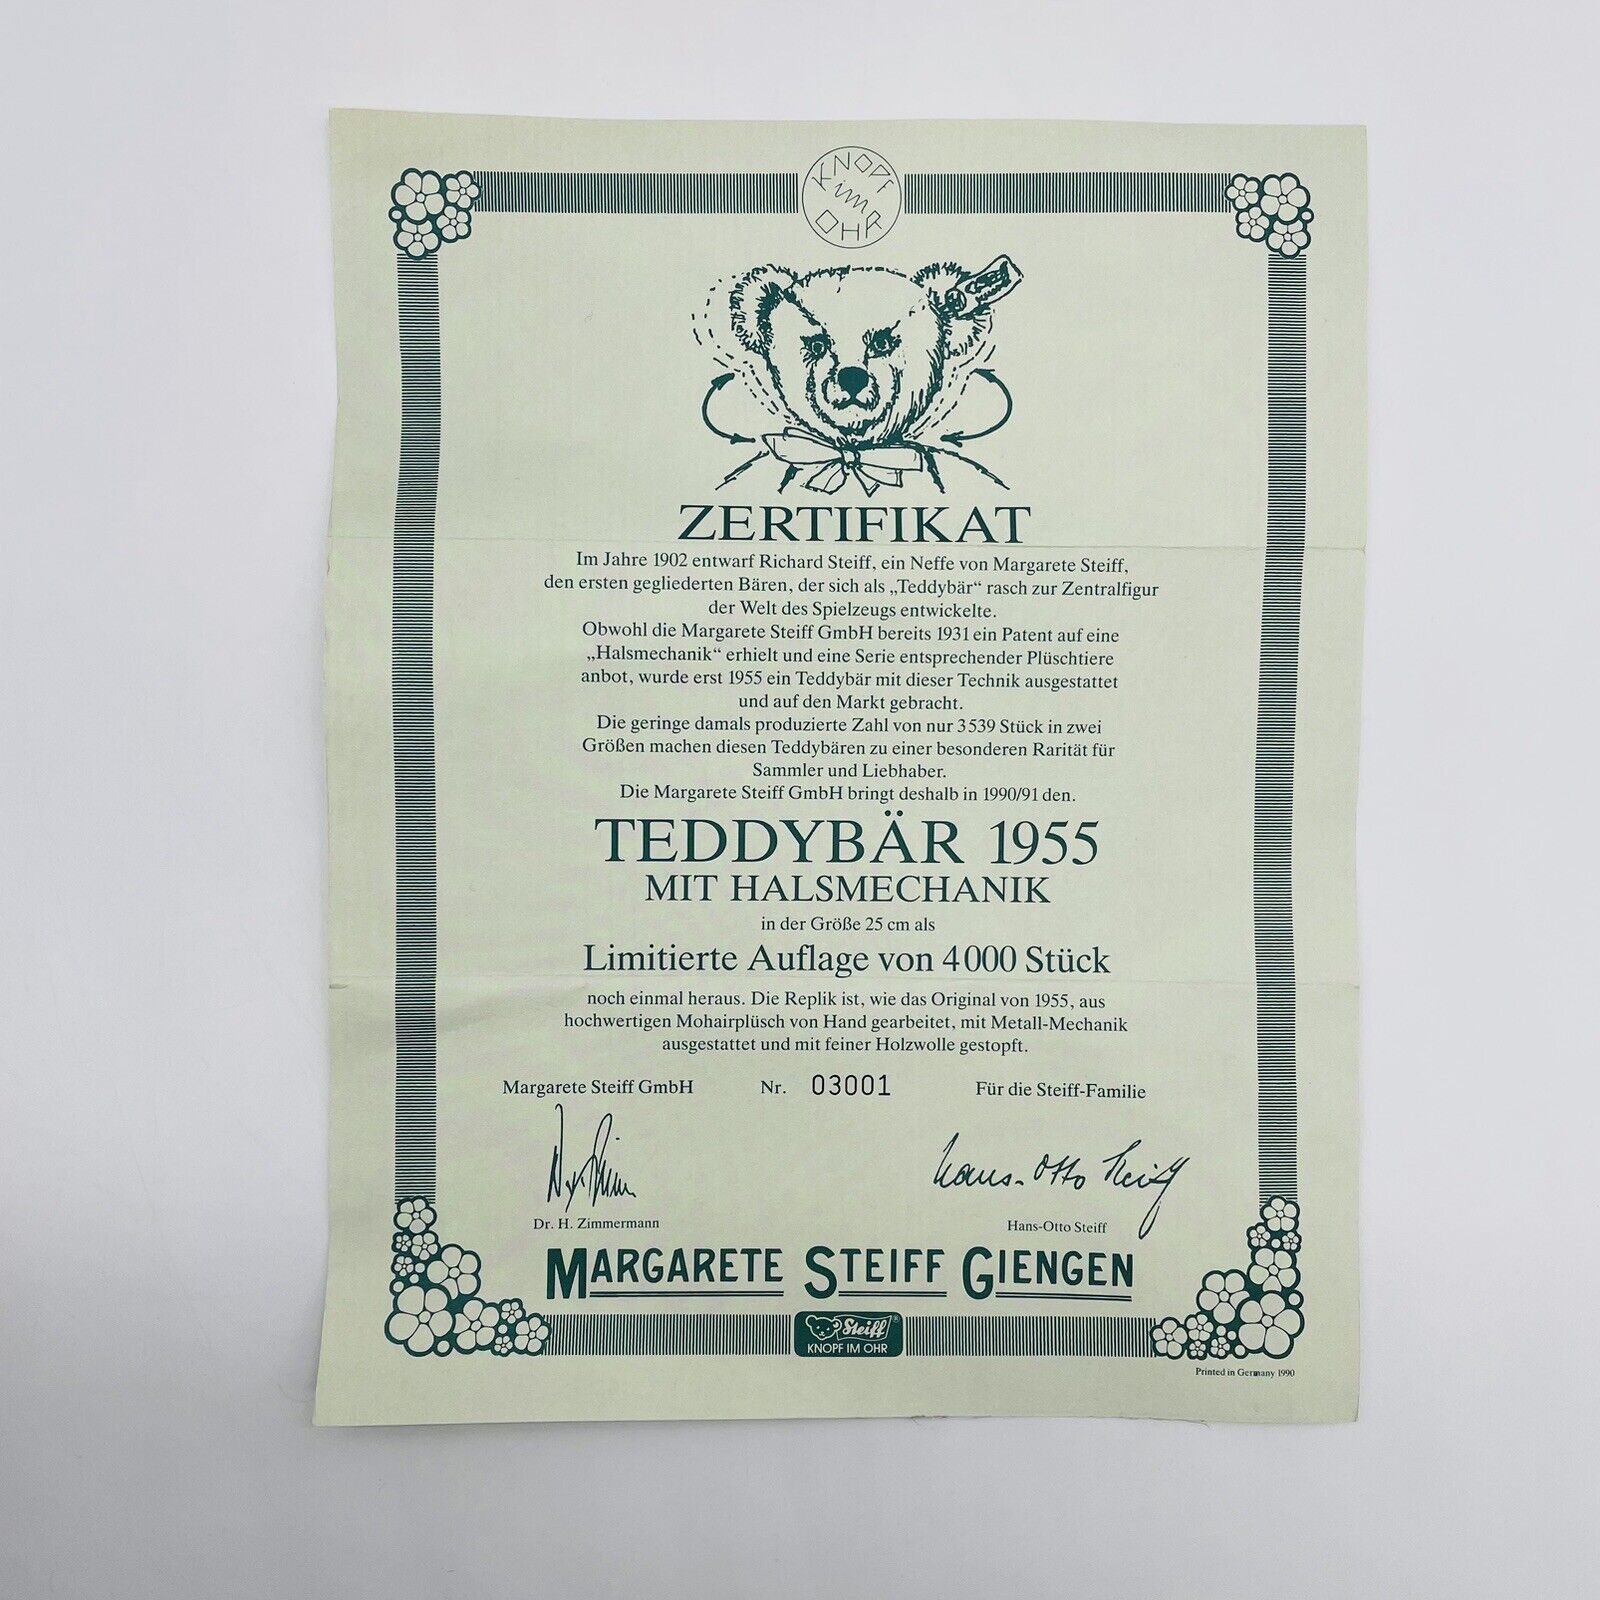 KNOPF
im
OHR
ZERTIFIKAT
Im Jahre 1902 entwarf Richard Steiff, ein Neffe von Margarete Steiff,
den ersten gegliederten Bären, der sich als „Teddybär“ rasch zur Zentralfigur
der Welt des Spielzeugs entwickelte.
Obwohl die Margarete Steiff GmbH bereits 1931 ein Patent auf eine
„Halsmechanik“ erhielt und eine Serie entsprechender Plüschtiere
anbot, wurde erst 1955 ein Teddybär mit dieser Technik ausgestattet
und auf den Markt gebracht.
Die geringe damals produzierte Zahl von nur 3539 Stück in zwei
Größen machen diesen Teddybären zu einer besonderen Rarität für
Sammler und Liebhaber.
Die Margarete Steiff GmbH bringt deshalb in 1990/91 den.
TEDDYBÄR 1955
MIT HALSMECHANIK
in der Größe 25 cm als
Limitierte Auflage von 4000 Stück
noch einmal heraus. Die Replik ist, wie das Original von 1955, aus
hochwertigen Mohairplüsch von Hand gearbeitet, mit Metall-Mechanik
ausgestattet und mit feiner Holzwolle gestopft.
Margarete Steiff GmbH Nr. 03001 Für die Steiff-Familie
Hans-Otto Steiff
Dr. H. Zimmermann Hans-Otto Steiff
MARGARETE STEIFF GIENGEN
Steiff®
KNOPF IM OHR
Printed in Germany 1990